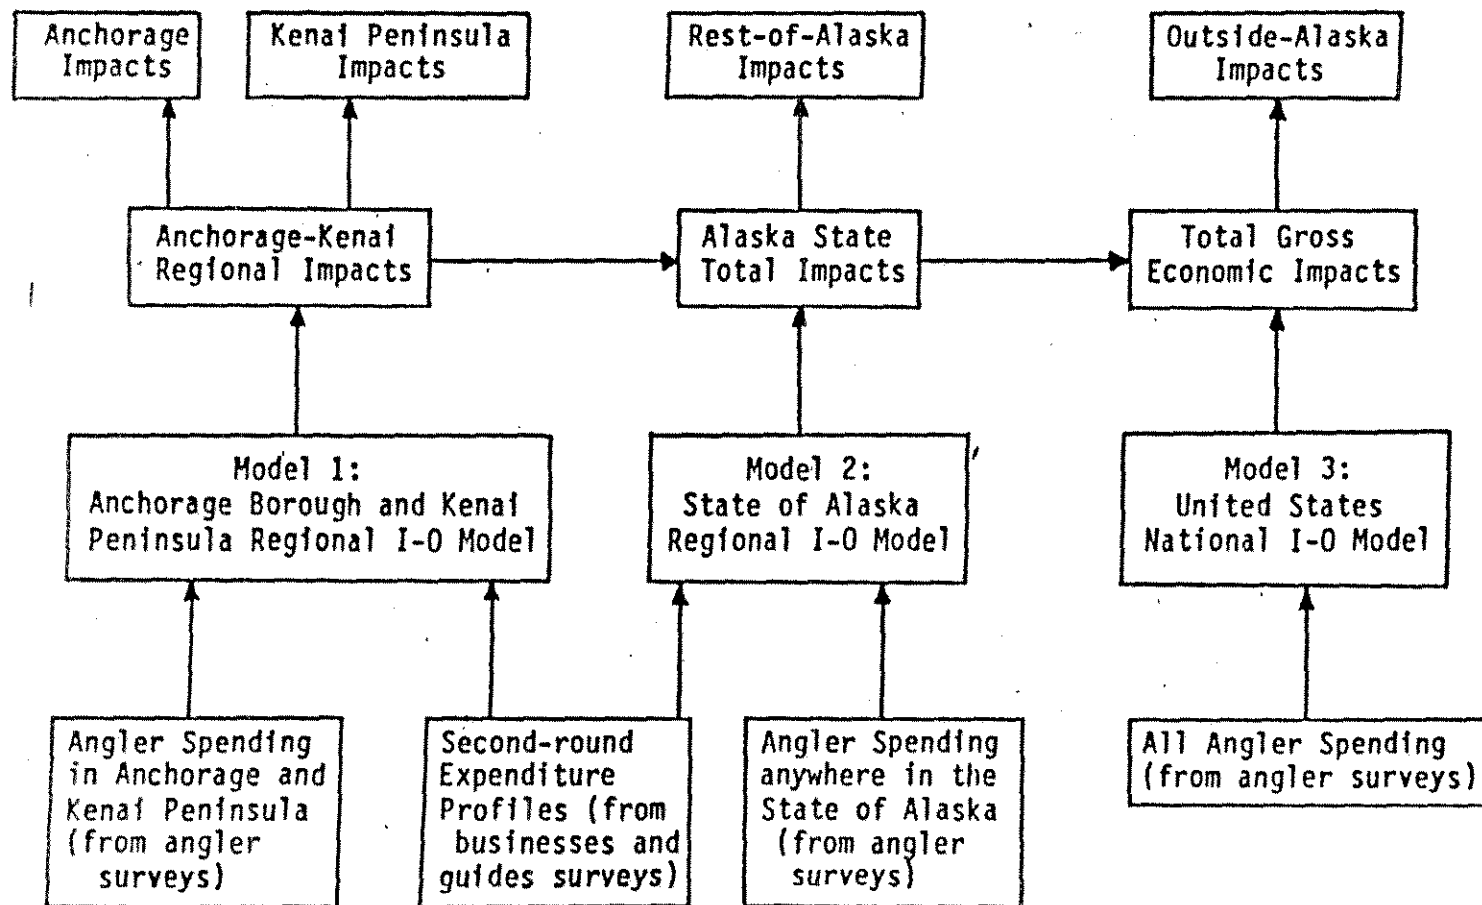 Anchorage
Impacts
Kenai Peninsula
Impacts
Rest-of-Alaska
Impacts
Outside-Alaska
Impacts
Anchorage-Kenai
Regional Impacts
Alaska State
Total Impacts
Total Gross
Economic Impacts
Model 1:
Anchorage Borough and Kenai
Peninsula Regional I-O Model
Model 2:
State of Alaska
Regional I-O Model
Model 3:
United States
National I-O Model
Angler Spending
in Anchorage and
Kenai Peninsula
(from angler
surveys)
Second-round
Expenditure
Profiles (from
businesses and
guides surveys)
Angler Spending
anywhere in the
State of Alaska
(from angler
surveys)
All Angler Spending
(from angler surveys)